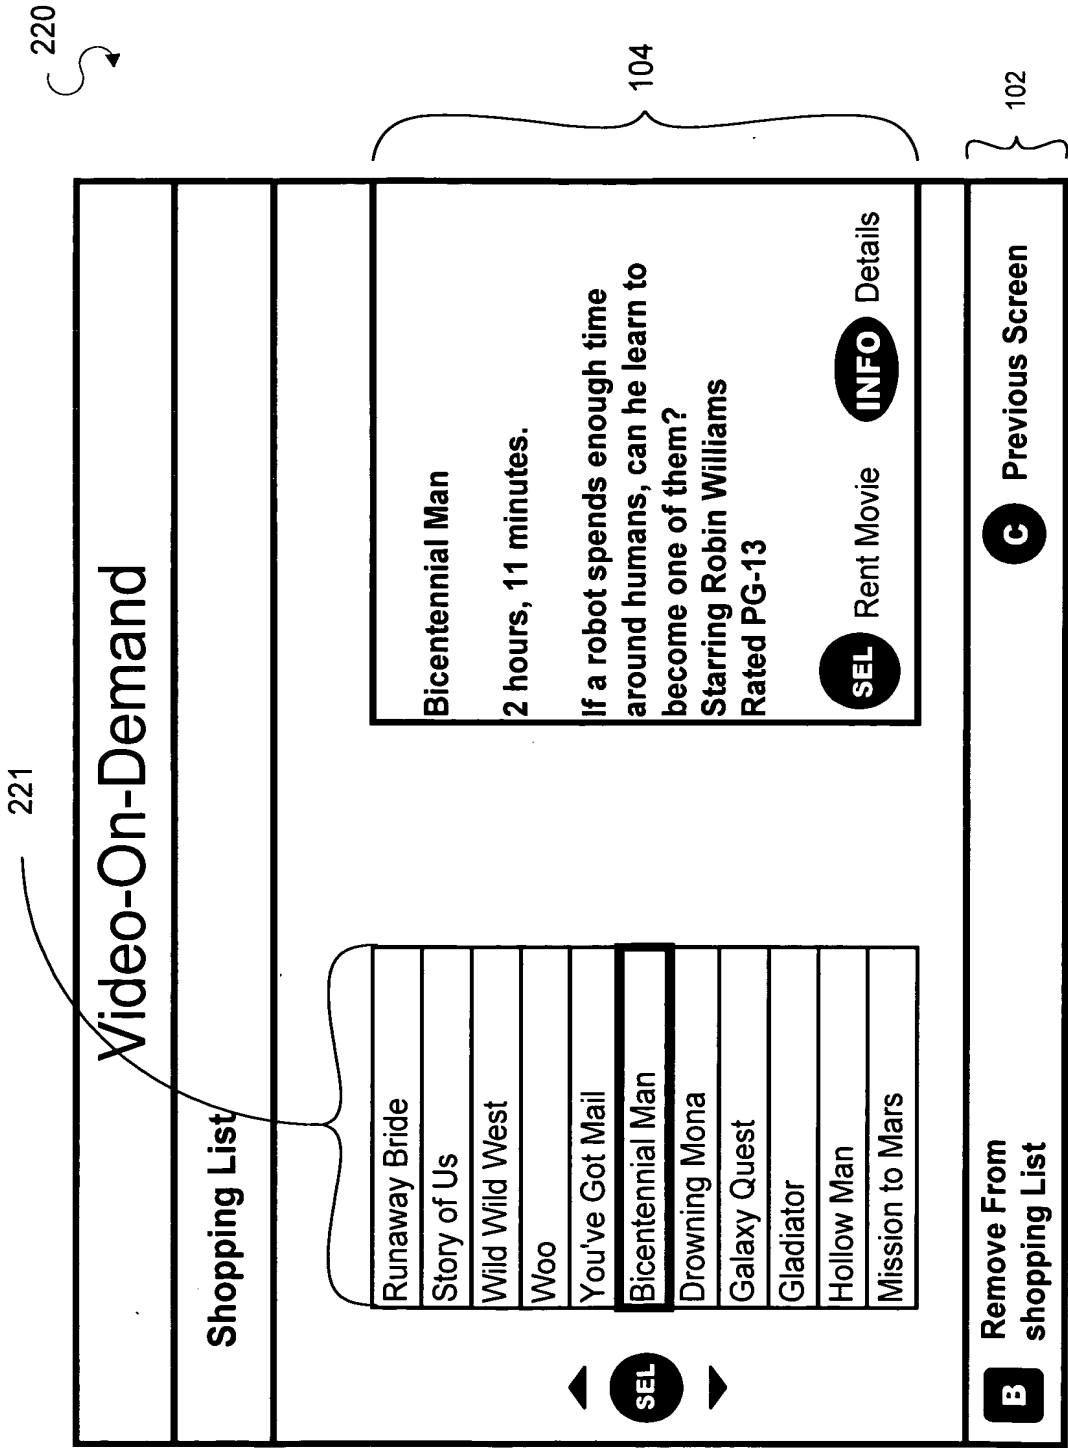 220
221
Video-On-Demand
Shopping List
Runaway Bride
Story of Us
Wild Wild West
Woo
You've Got Mail
Bicentennial Man
Drowning Mona
Galaxy Quest
Gladiator
Hollow Man
Mission to Mars
SEL
Bicentennial Man
2 hours, 11 minutes.
If a robot spends enough time
around humans, can he learn to
become one of them?
Starring Robin Williams
Rated PG-13
SEL Rent Movie INFO Details
104
B Remove From
shopping List
C Previous Screen
102